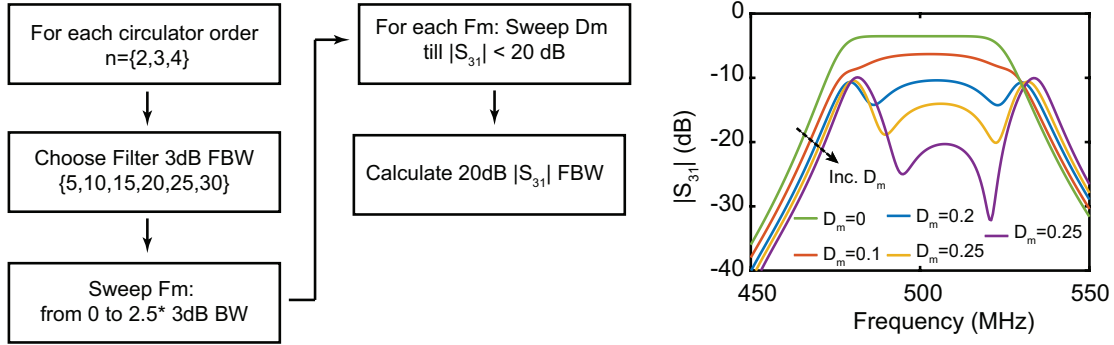 For each circulator order
n={2,3,4}
Choose Filter 3dB FBW
{5,10,15,20,25,30}
Sweep Fm:
from 0 to 2.5* 3dB BW
For each Fm: Sweep Dm
till |S31| < 20 dB
Calculate 20dB |S31| FBW
|S31| (dB)
0
-10
-20
-30
-40
Inc. Dm
Dm=0
Dm=0.2
Dm=0.25
Dm=0.1
Dm=0.25
450
500
550
Frequency (MHz)